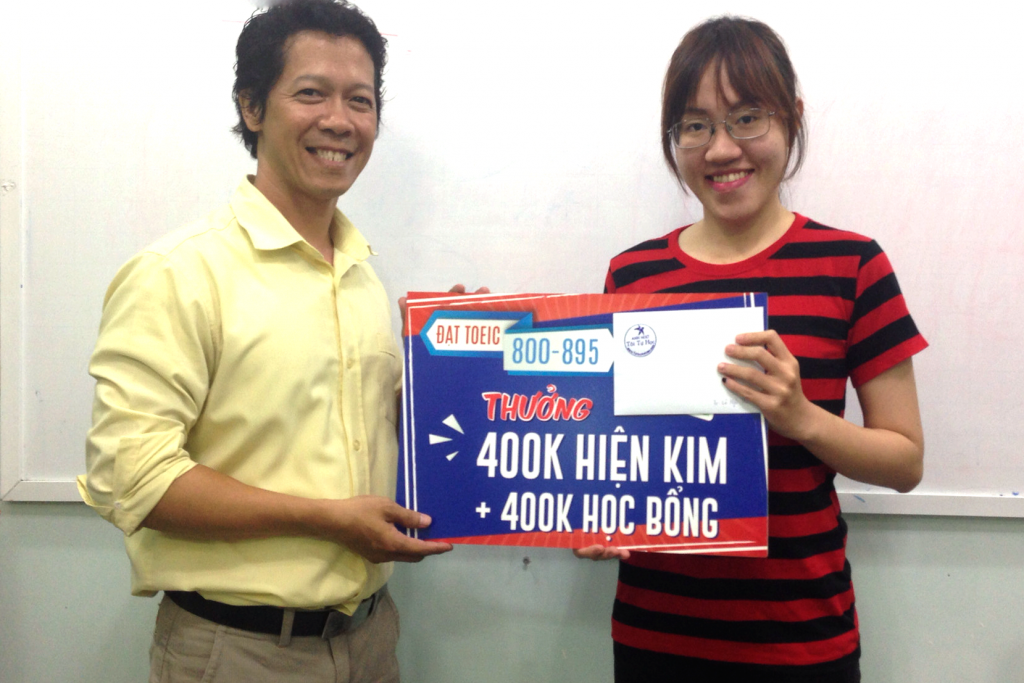 ĐẠT TOEIC
800-895
THƯỞNG
400K HIỆN KIM
+ 400K HỌC BỔNG